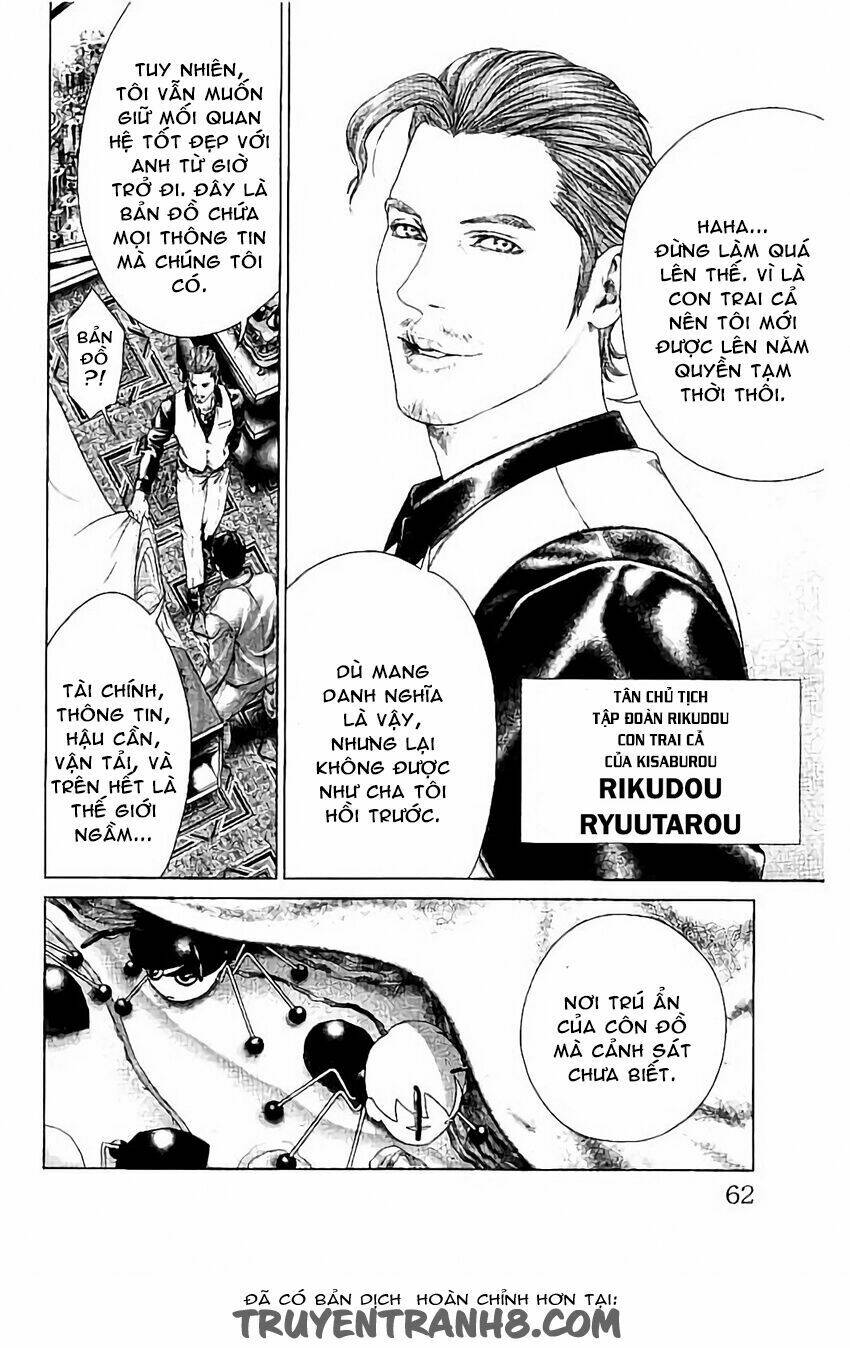 HAHA...
ĐỪNG LÀM QUÁ
LÊN THẾ. VÌ LÀ
CON TRAI CẢ
NÊN TÔI MỚI
ĐƯỢC LÊN NĂM
QUYỀN TẠM
THỜI THÔI.
DÙ MANG
DANH NGHĨA
LÀ VẬY,
NHƯNG LẠI
KHÔNG ĐƯỢC
NHƯ CHA TÔI
HỒI TRƯỚC.
TÂN CHỦ TỊCH
TẬP ĐOÀN RIKUDOU
CON TRAI CẢ
CỦA KISABUROU
RIKUDOU
RYUUTAROU
TUY NHIÊN,
TÔI VẪN MUỐN
GIỮ MỐI QUAN
HỆ TỐT ĐẸP VỚI
ANH TỪ GIỜ
TRỞ ĐI. ĐÂY LÀ
BẢN ĐỒ CHỨA
MỌI THÔNG TIN
MÀ CHÚNG TÔI
CÓ.
BẢN
ĐỒ
?!
TÀI CHÍNH,
THÔNG TIN,
HẬU CẦN,
VẬN TẢI, VÀ
TRÊN HẾT LÀ
THẾ GIỚI
NGẦM...
NƠI TRÚ ẨN
CỦA CÔN ĐỒ
MÀ CẢNH SÁT
CHƯA BIẾT.
62
ĐÃ CÓ BẢN DỊCH HOÀN CHỈNH HƠN TẠI:
TRUYENTRANH8.COM